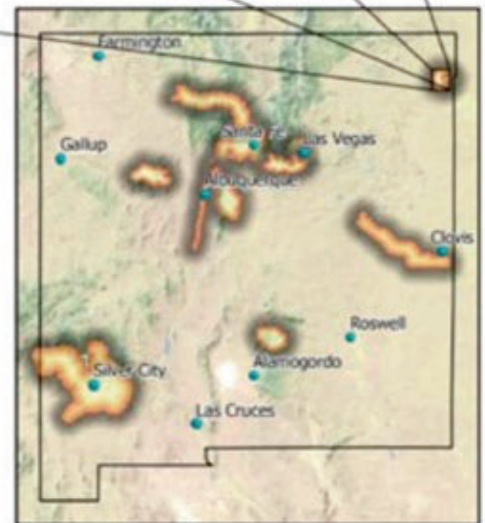 Farmington
Santa Fe
Gallup
Las Vegas
Albuquerque
Clovis
Roswell
Alamogordo
Silver City
Las Cruces